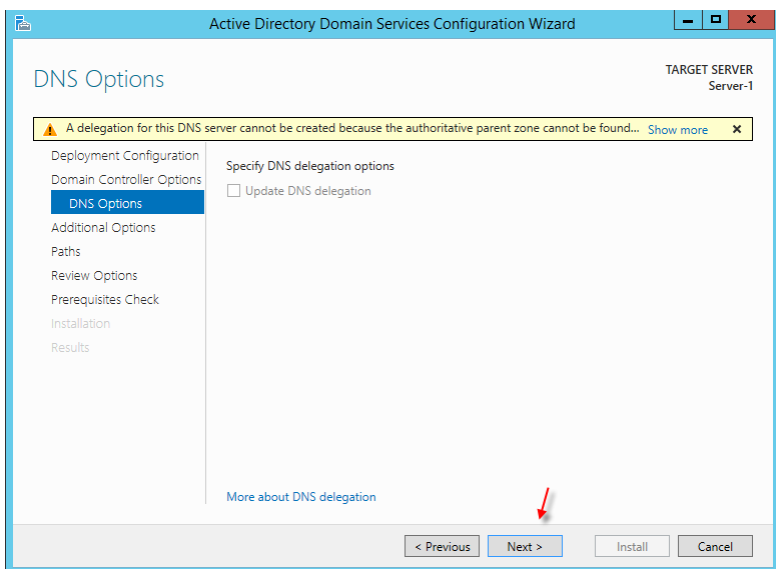 Active Directory Domain Services Configuration Wizard
DNS Options
TARGET SERVER
Server-1
A delegation for this DNS server cannot be created because the authoritative parent zone cannot be found... Show more
Deployment Configuration
Domain Controller Options
DNS Options
Additional Options
Paths
Review Options
Prerequisites Check
Installation
Results
Specify DNS delegation options
Update DNS delegation
More about DNS delegation
< Previous Next > Install Cancel